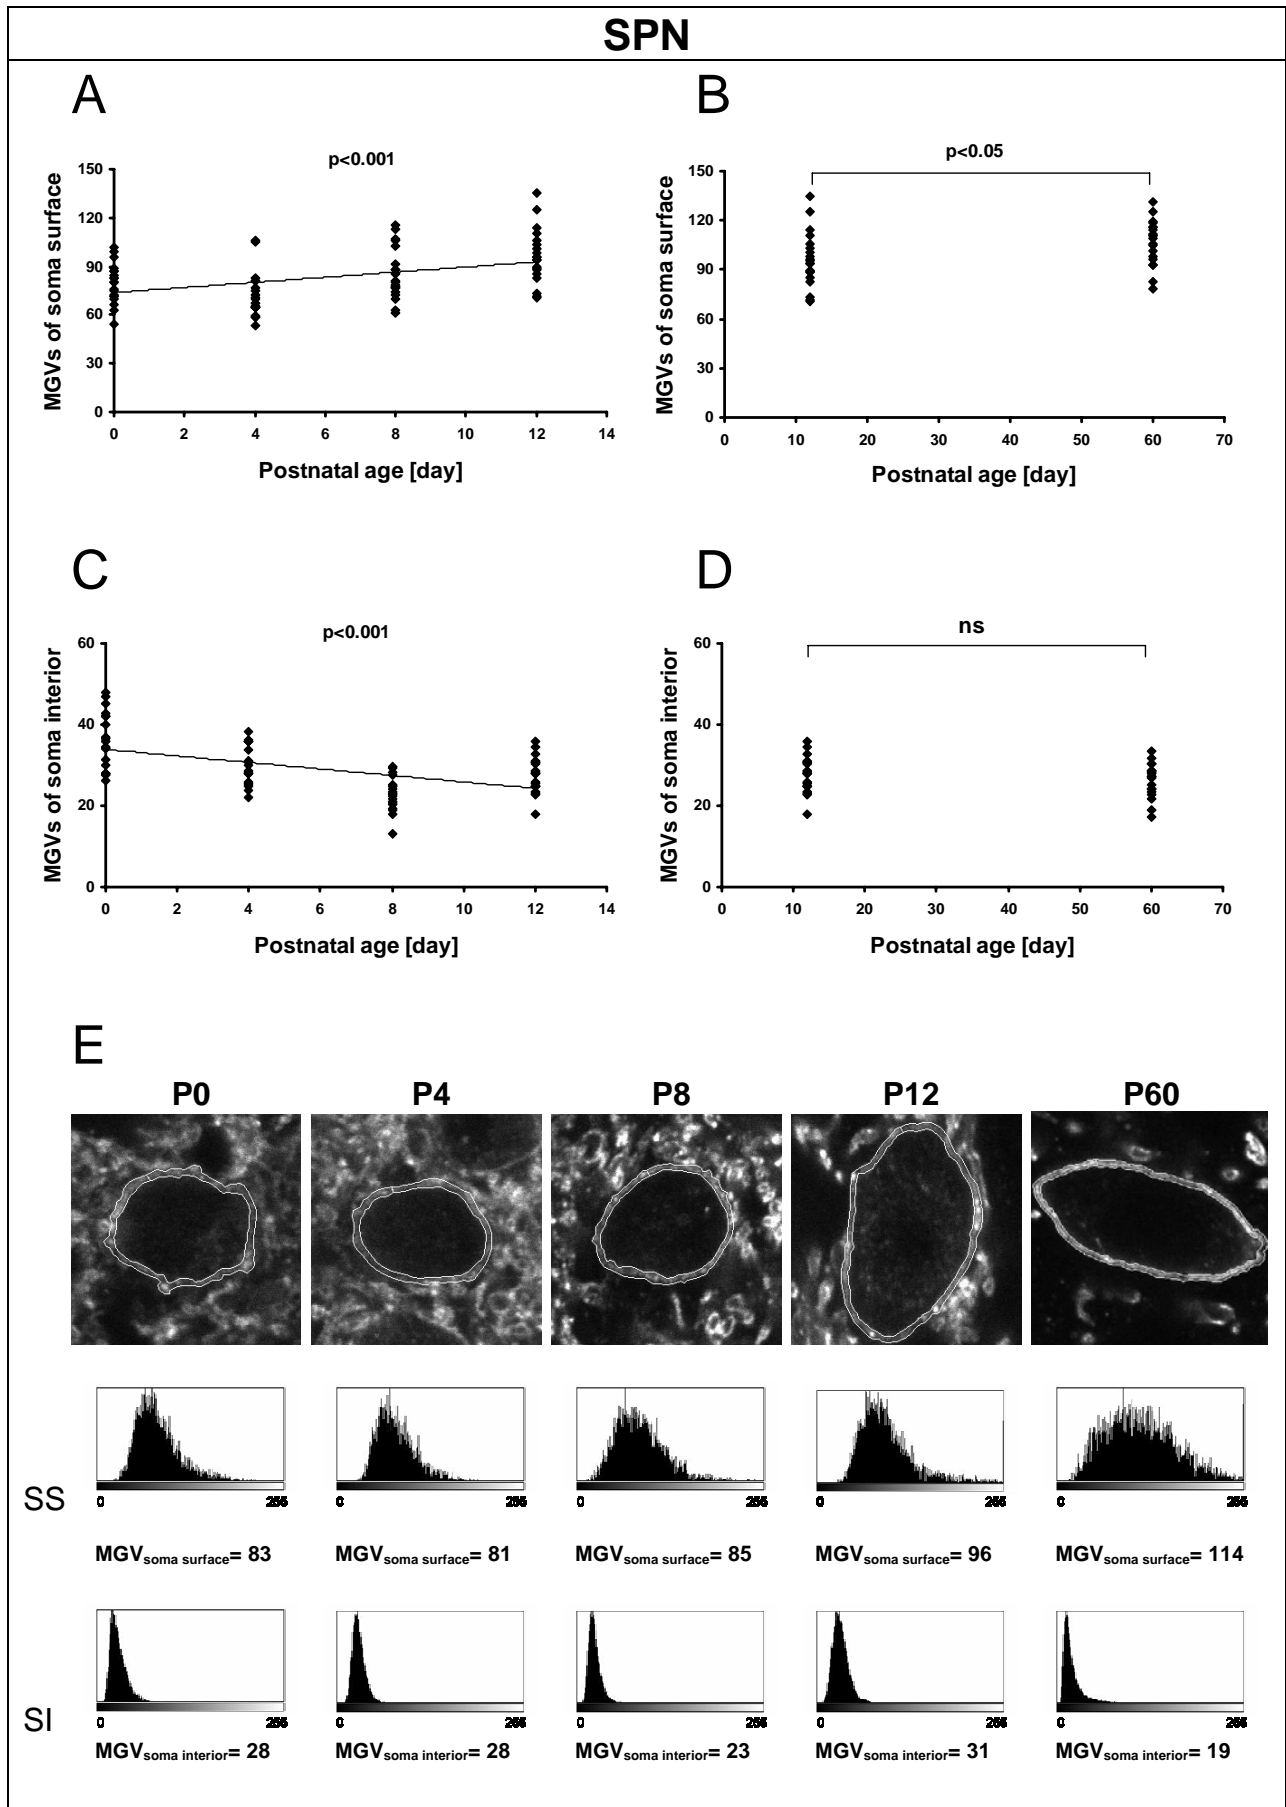 SPN
A
p<0.001
150
120
90
60
30
0
MGVs of soma surface
0 2 4 6 8 10 12 14
Postnatal age [day]
B
p<0.05
150
120
90
60
30
0
MGVs of soma surface
0 10 20 30 40 50 60 70
Postnatal age [day]
C
p<0.001
60
40
20
0
MGVs of soma interior
0 2 4 6 8 10 12 14
Postnatal age [day]
D
ns
60
40
20
0
MGVs of soma interior
0 10 20 30 40 50 60 70
Postnatal age [day]
E
P0 P4 P8 P12 P60
SS
0 255 0 255 0 255 0 255 0 255
MGVsoma surface= 83 MGVsoma surface= 81 MGVsoma surface= 85 MGVsoma surface= 96 MGVsoma surface= 114
SI
0 255 0 255 0 255 0 255 0 255
MGVsoma interior= 28 MGVsoma interior= 28 MGVsoma interior= 23 MGVsoma interior= 31 MGVsoma interior= 19